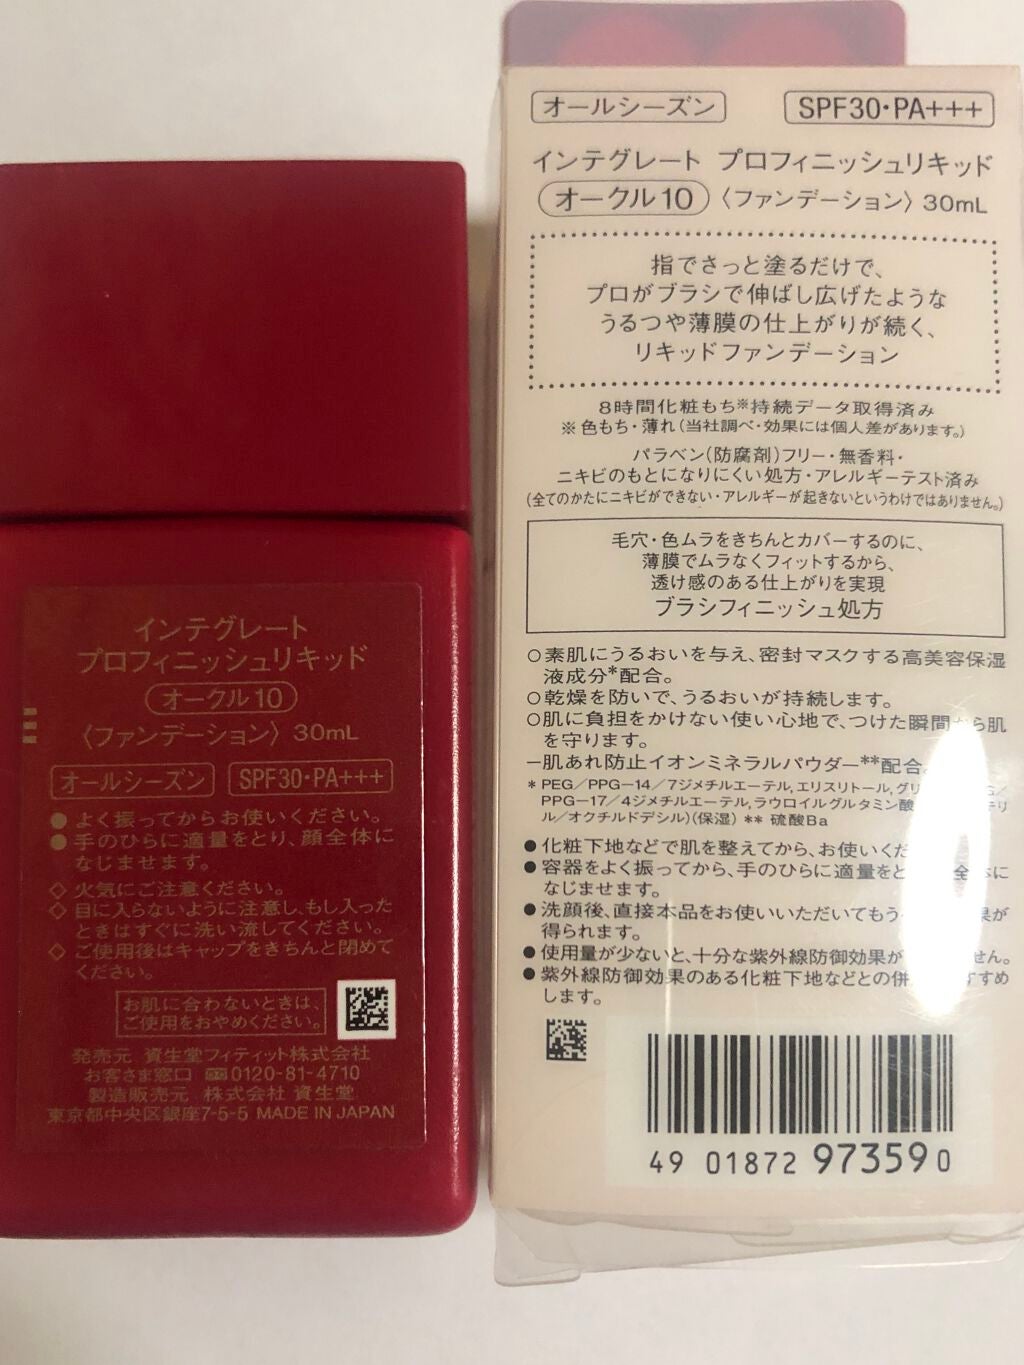 インテグレート
プロフィニッシュリキッド
オークル10
〈ファンデーション〉30mL
オールシーズン SPF30・PA+++
● よく振ってからお使いください。
● 手のひらに適量をとり、顔全体に
なじませます。
◇ 火気にご注意ください。
◇ 目に入らないように注意し、もし入った
ときはすぐに洗い流してください。
◇ ご使用後はキャップをきちんと閉めて
ください。
お肌に合わないときは、
ご使用をおやめください。
発売元 資生堂フィティット株式会社
お客さま窓口 0120-81-4710
製造販売元 株式会社 資生堂
東京都中央区銀座7-5-5 MADE IN JAPAN
オールシーズン SPF30・PA+++
インテグレート プロフィニッシュリキッド
オークル10 〈ファンデーション〉30mL
指でさっと塗るだけで、
プロがブラシで伸ばし広げたような
うるつや薄膜の仕上がりが続く、
リキッドファンデーション
8時間化粧もち※持続データ取得済み
※ 色もち・薄れ(当社調べ・効果には個人差があります。)
パラベン(防腐剤)フリー・無香料・
ニキビのもとになりにくい処方・アレルギーテスト済み
(全てのかたにニキビができない・アレルギーが起きないというわけではありません。)
毛穴・色ムラをきちんとカバーするのに、
薄膜でムラなくフィットするから、
透け感のある仕上がりを実現
ブラシフィニッシュ処方
○素肌にうるおいを与え、密封マスクする高美容保湿
液成分*配合。
○乾燥を防いで、うるおいが持続します。
○肌に負担をかけない使い心地で、つけた瞬間から肌
を守ります。
ー肌あれ防止イオンミネラルパウダー**配合。
* PEG/PPG-14/7ジメチルエーテル,エリスリトール,グリ
PPG-17/4ジメチルエーテル,ラウロイルグルタミン酸
ル/オクチルドデシル)(保湿) ** 硫酸Ba
● 化粧下地などで肌を整えてから、お使いくだ
● 容器をよく振ってから、手のひらに適量をと 全体に
なじませます。
● 洗顔後、直接本品をお使いいただいてもう 果が
得られます。
● 使用量が少ないと、十分な紫外線防御効果が せん。
● 紫外線防御効果のある化粧下地などとの併 すすめ
します。
49 01872 973590